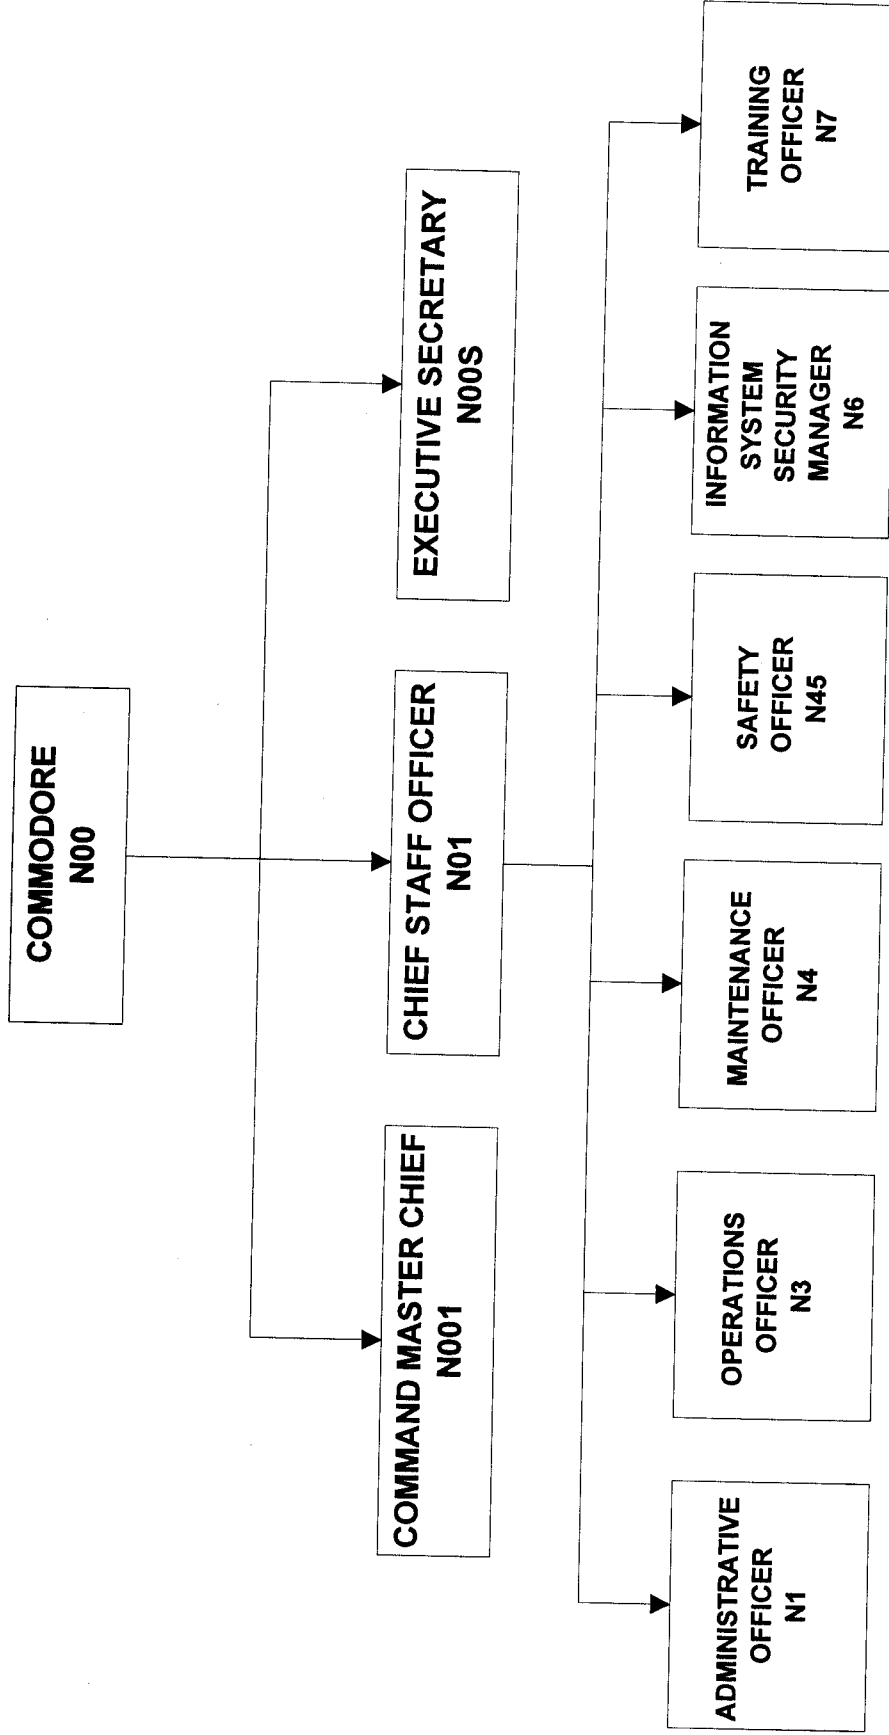 COMMODORE
N00
COMMAND MASTER CHIEF
N001
CHIEF STAFF OFFICER
N01
EXECUTIVE SECRETARY
N00S
ADMINISTRATIVE
OFFICER
N1
OPERATIONS
OFFICER
N3
MAINTENANCE
OFFICER
N4
SAFETY
OFFICER
N45
INFORMATION
SYSTEM
SECURITY
MANAGER
N6
TRAINING
OFFICER
N7